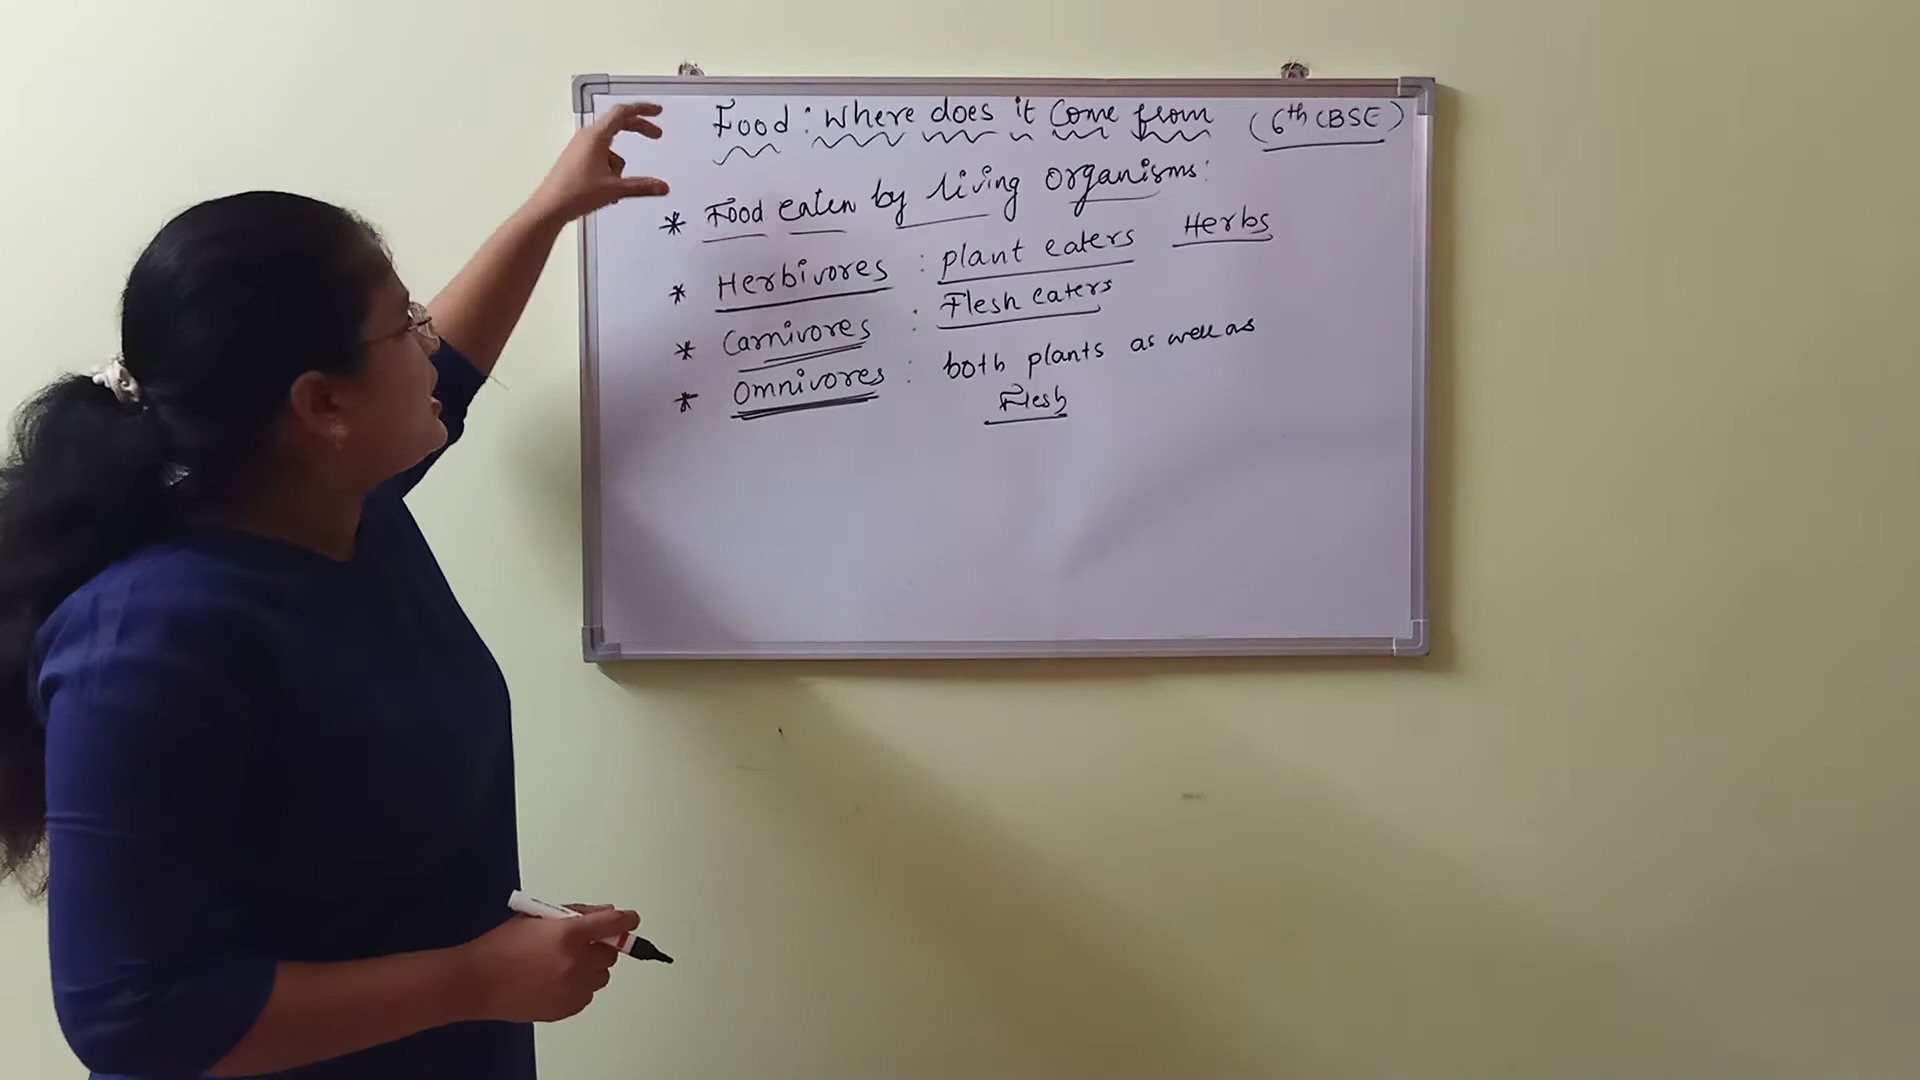 Food : Where does it Come from (6th CBSE)
* Food eaten by living organisms:
* Herbivores : plant eaters Herbs
* Carnivores : Flesh eaters
* Omnivores : both plants as well as
Flesh